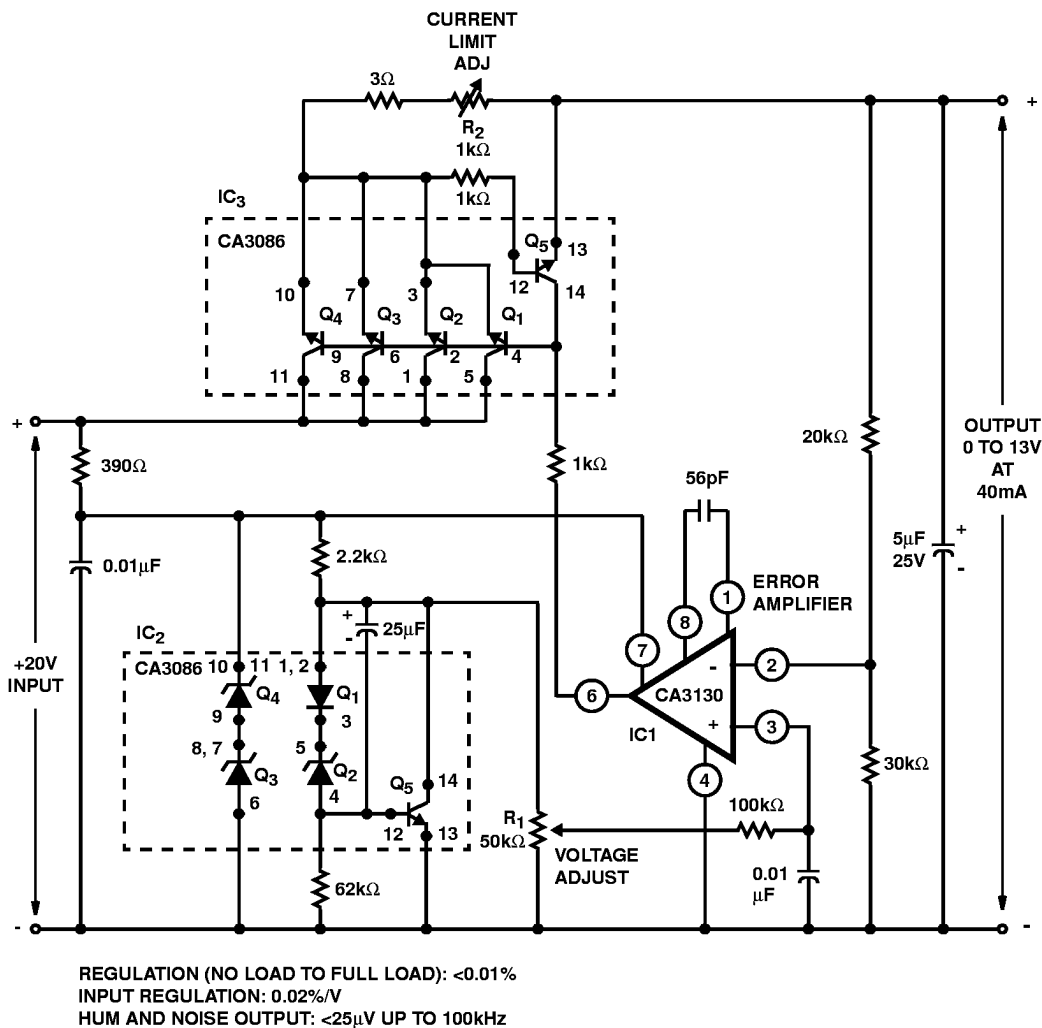 CURRENT
LIMIT
ADJ
3Ω
R2
1kΩ
+
1kΩ
IC3
CA3086
Q5
13
12
14
10
7
3
Q4
Q3
Q2
Q1
9
6
2
4
11
8
1
5
+
390Ω
1kΩ
20kΩ
OUTPUT
0 TO 13V
AT
40mA
56pF
0.01µF
2.2kΩ
5µF
25V
+
-
ERROR
AMPLIFIER
1
8
7
+
-
25µF
IC2
CA3086
+20V
INPUT
10
11
1, 2
Q4
Q1
9
3
8, 7
5
Q3
Q2
6
4
Q5
14
12
13
6
CA3130
IC1
-
2
+
3
4
30kΩ
R1
50kΩ
100kΩ
VOLTAGE
ADJUST
0.01
µF
62kΩ
-
-
REGULATION (NO LOAD TO FULL LOAD): <0.01%
INPUT REGULATION: 0.02%/V
HUM AND NOISE OUTPUT: <25µV UP TO 100kHz